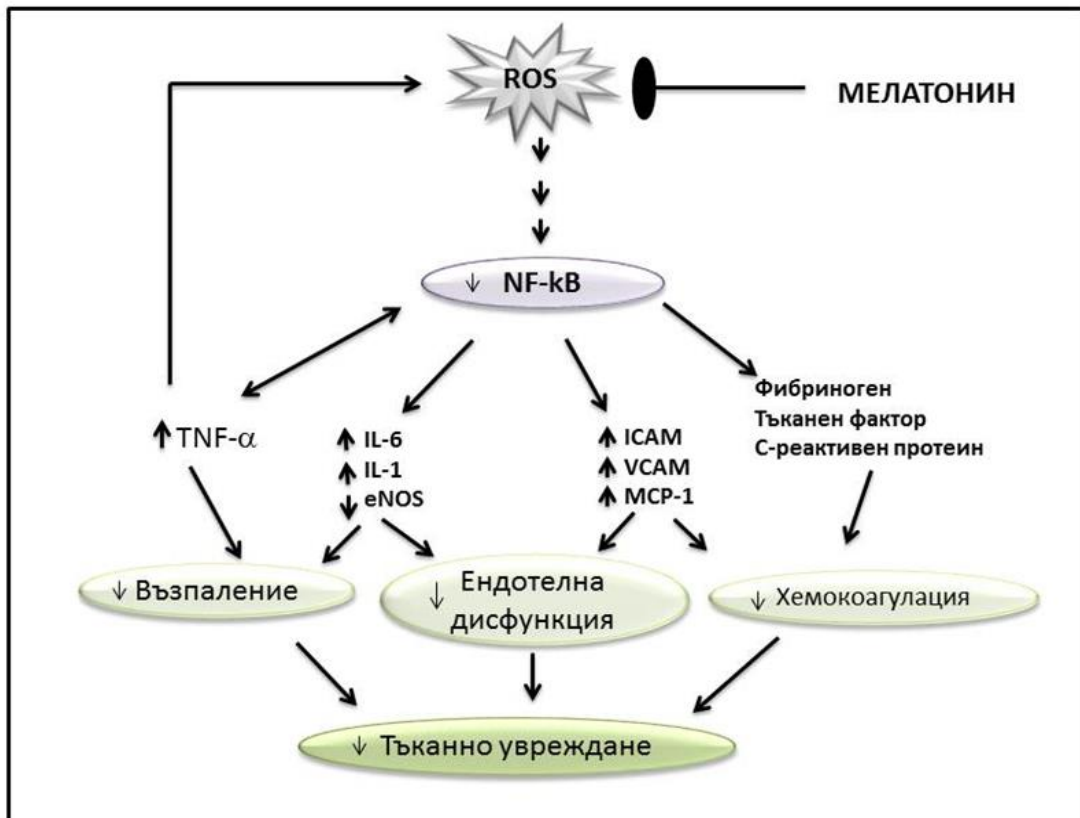 ROS
МЕЛАТОНИН
↓ NF-kB
↑ TNF-α
↑ IL-6
↑ IL-1
↓ eNOS
↑ ICAM
↑ VCAM
↑ MCP-1
Фибриноген
Тъканен фактор
С-реактивен протеин
↓ Възпаление
↓ Ендотелна
дисфункция
↓ Хемокоагулация
↓ Тъканно увреждане